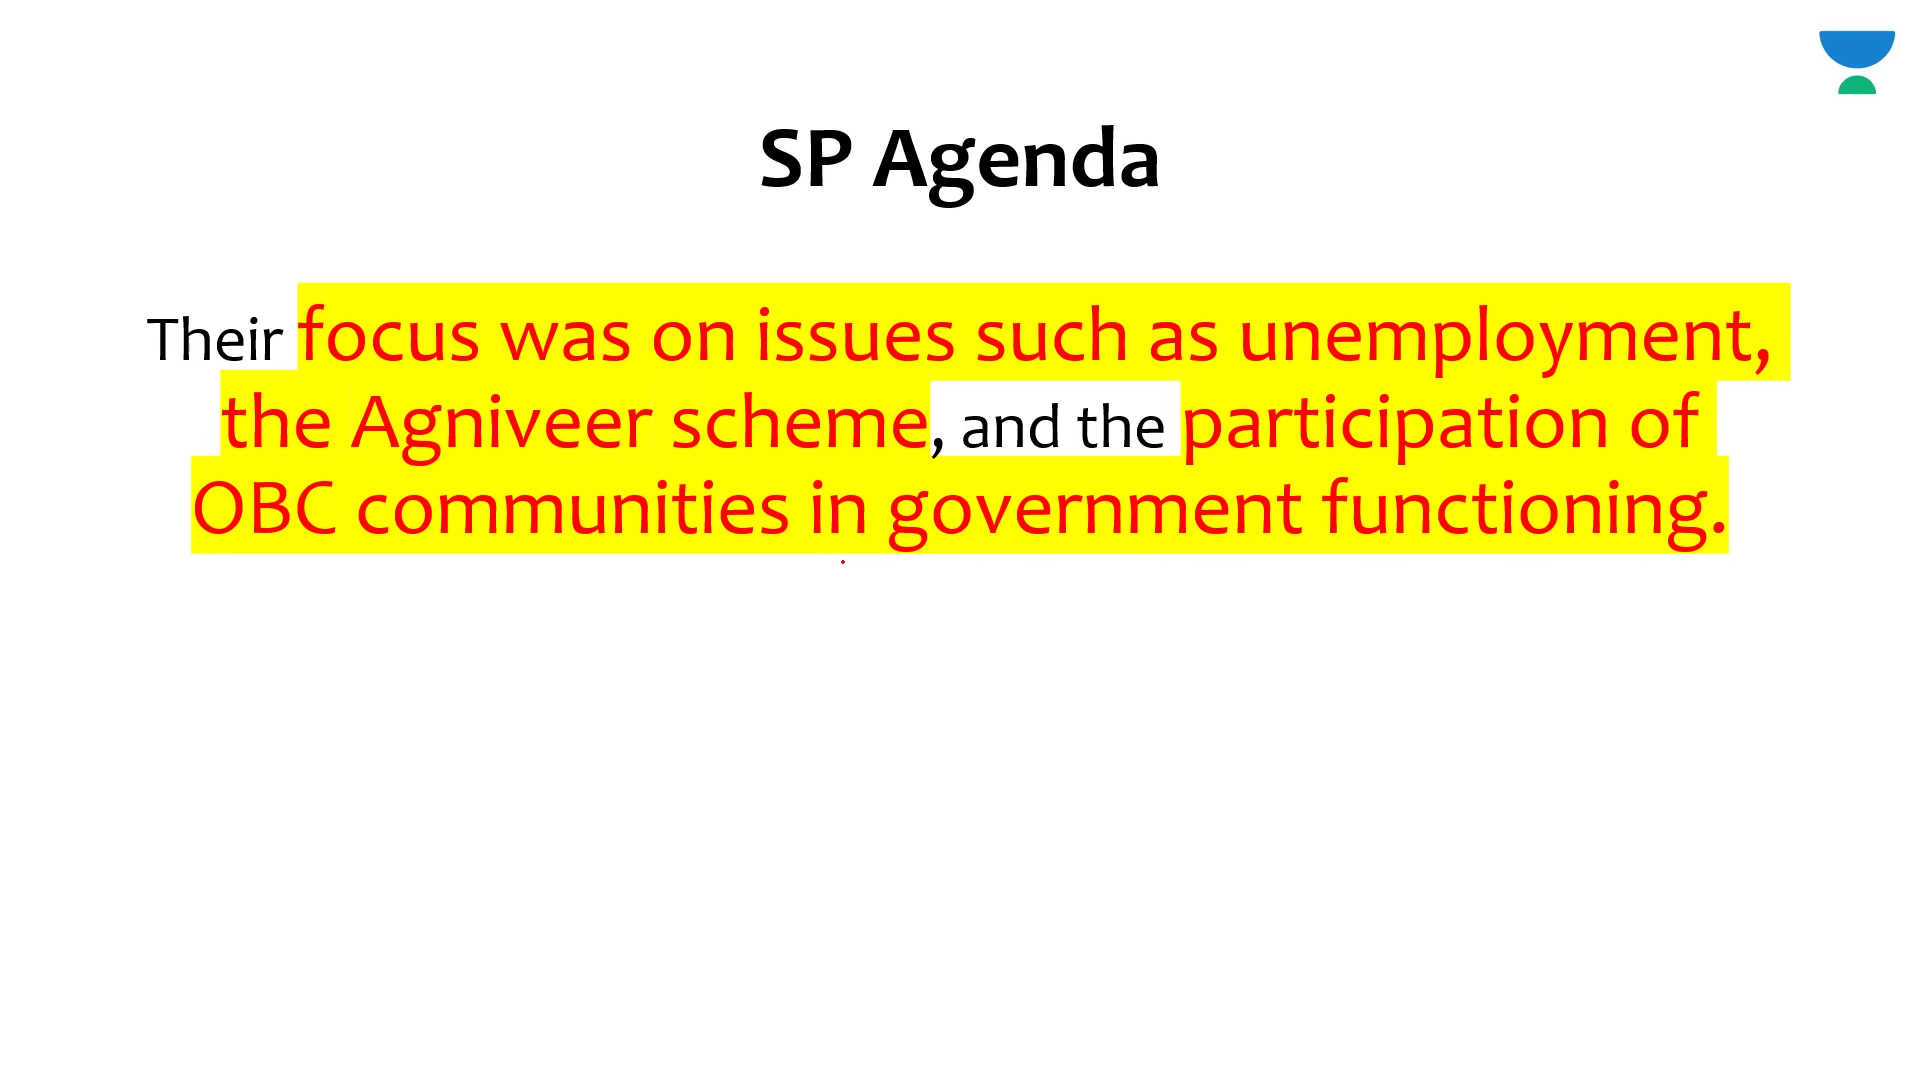 SP Agenda
Their focus was on issues such as unemployment,
the Agniveer scheme, and the participation of
OBC communities in government functioning.